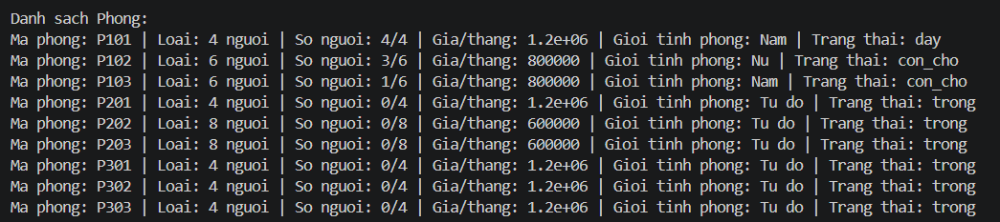 Danh sach Phong:
Ma phong: P101 | Loai: 4 nguoi | So nguoi: 4/4 | Gia/thang: 1.2e+06 | Gioi tinh phong: Nam | Trang thai: day
Ma phong: P102 | Loai: 6 nguoi | So nguoi: 3/6 | Gia/thang: 800000 | Gioi tinh phong: Nu | Trang thai: con_cho
Ma phong: P103 | Loai: 6 nguoi | So nguoi: 1/6 | Gia/thang: 800000 | Gioi tinh phong: Nam | Trang thai: con_cho
Ma phong: P201 | Loai: 4 nguoi | So nguoi: 0/4 | Gia/thang: 1.2e+06 | Gioi tinh phong: Tu do | Trang thai: trong
Ma phong: P202 | Loai: 8 nguoi | So nguoi: 0/8 | Gia/thang: 600000 | Gioi tinh phong: Tu do | Trang thai: trong
Ma phong: P203 | Loai: 8 nguoi | So nguoi: 0/8 | Gia/thang: 600000 | Gioi tinh phong: Tu do | Trang thai: trong
Ma phong: P301 | Loai: 4 nguoi | So nguoi: 0/4 | Gia/thang: 1.2e+06 | Gioi tinh phong: Tu do | Trang thai: trong
Ma phong: P302 | Loai: 4 nguoi | So nguoi: 0/4 | Gia/thang: 1.2e+06 | Gioi tinh phong: Tu do | Trang thai: trong
Ma phong: P303 | Loai: 4 nguoi | So nguoi: 0/4 | Gia/thang: 1.2e+06 | Gioi tinh phong: Tu do | Trang thai: trong